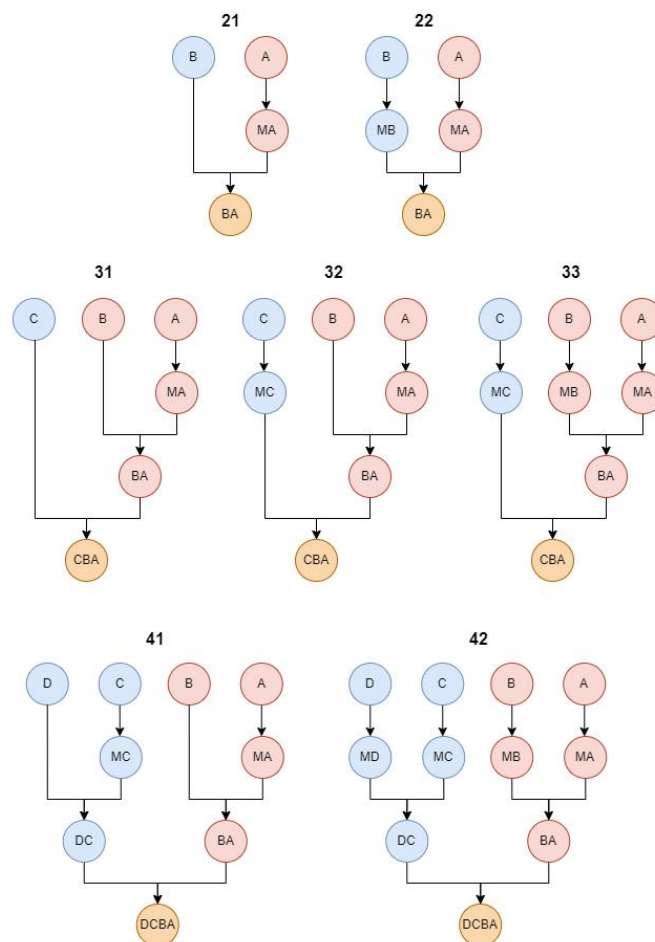 21 22
B A B A
MA MB MA
BA BA
31 32 33
C B A C B A C B A
MA MC MA MC MB MA
BA BA BA
CBA CBA CBA
41 42
D C B A D C B A
MC MA MD MC MB MA
DC BA DC BA
DCBA DCBA